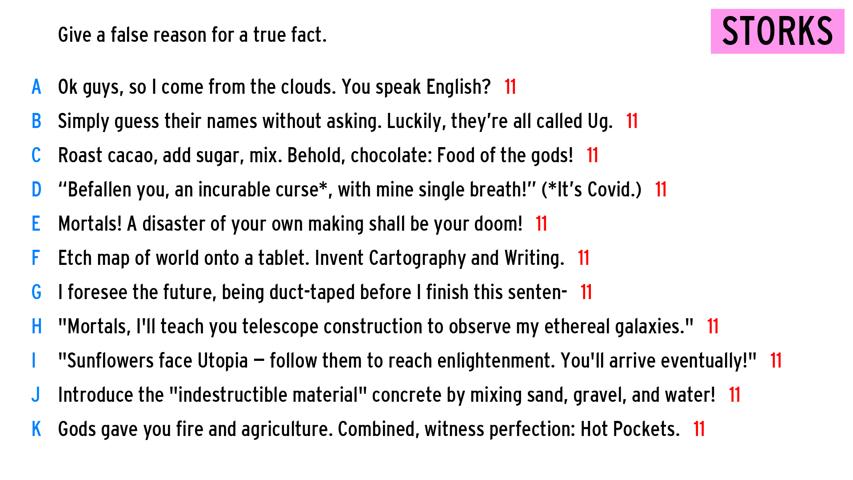 Give a false reason for a true fact.
STORKS
A Ok guys, so I come from the clouds. You speak English? 11
B Simply guess their names without asking. Luckily, they’re all called Ug. 11
C Roast cacao, add sugar, mix. Behold, chocolate: Food of the gods! 11
D “Befallen you, an incurable curse*, with mine single breath!” (*It’s Covid.) 11
E Mortals! A disaster of your own making shall be your doom! 11
F Etch map of world onto a tablet. Invent Cartography and Writing. 11
G I foresee the future, being duct-taped before I finish this senten- 11
H "Mortals, I'll teach you telescope construction to observe my ethereal galaxies." 11
I "Sunflowers face Utopia – follow them to reach enlightenment. You'll arrive eventually!" 11
J Introduce the "indestructible material" concrete by mixing sand, gravel, and water! 11
K Gods gave you fire and agriculture. Combined, witness perfection: Hot Pockets. 11